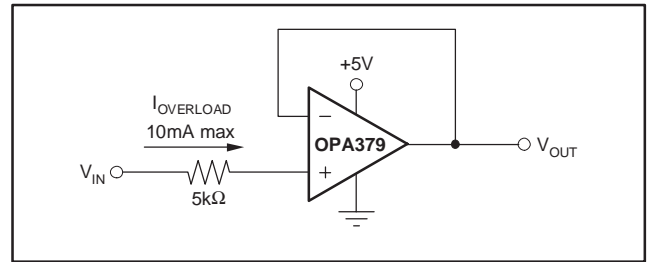 +5V
I_OVERLOAD
10mA max
−
OPA379
V_OUT
V_IN
+
5kΩ